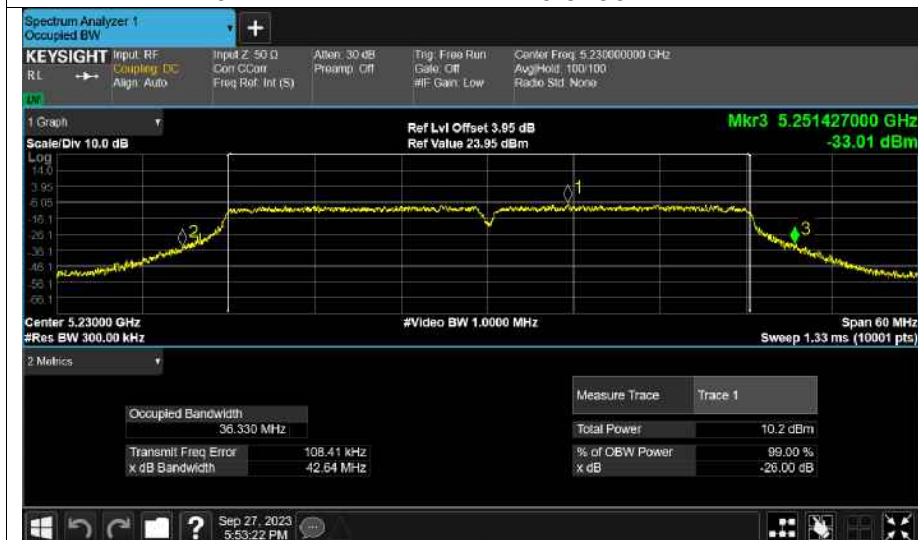 Spectrum Analyzer 1
Occupied BW
+
KEYSIGHT Input: RF Input Z: 50 Ω Atten: 30 dB Trig: Free Run Center Freq: 5.230000000 GHz
RL Coupling: DC Corr CCorr Preamp: Off Gate: Off Avg|Hold: 100/100
Align: Auto Freq Ref: Int (S) #IF Gain: Low Radio Std: None
1 Graph
Ref Lvl Offset 3.95 dB Mkr3 5.251427000 GHz
Scale/Div 10.0 dB Ref Value 23.95 dBm -33.01 dBm
Log
14.0
3.95
-6.05
1
-16.1
-26.1
2
3
-36.1
-46.1
-56.1
-66.1
Center 5.23000 GHz #Video BW 1.0000 MHz Span 60 MHz
#Res BW 300.00 kHz Sweep 1.33 ms (10001 pts)
2 Metrics
Measure Trace Trace 1
Occupied Bandwidth
36.330 MHz Total Power 10.2 dBm
Transmit Freq Error 108.41 kHz % of OBW Power 99.00 %
x dB Bandwidth 42.64 MHz x dB -26.00 dB
? Sep 27, 2023
5:53:22 PM